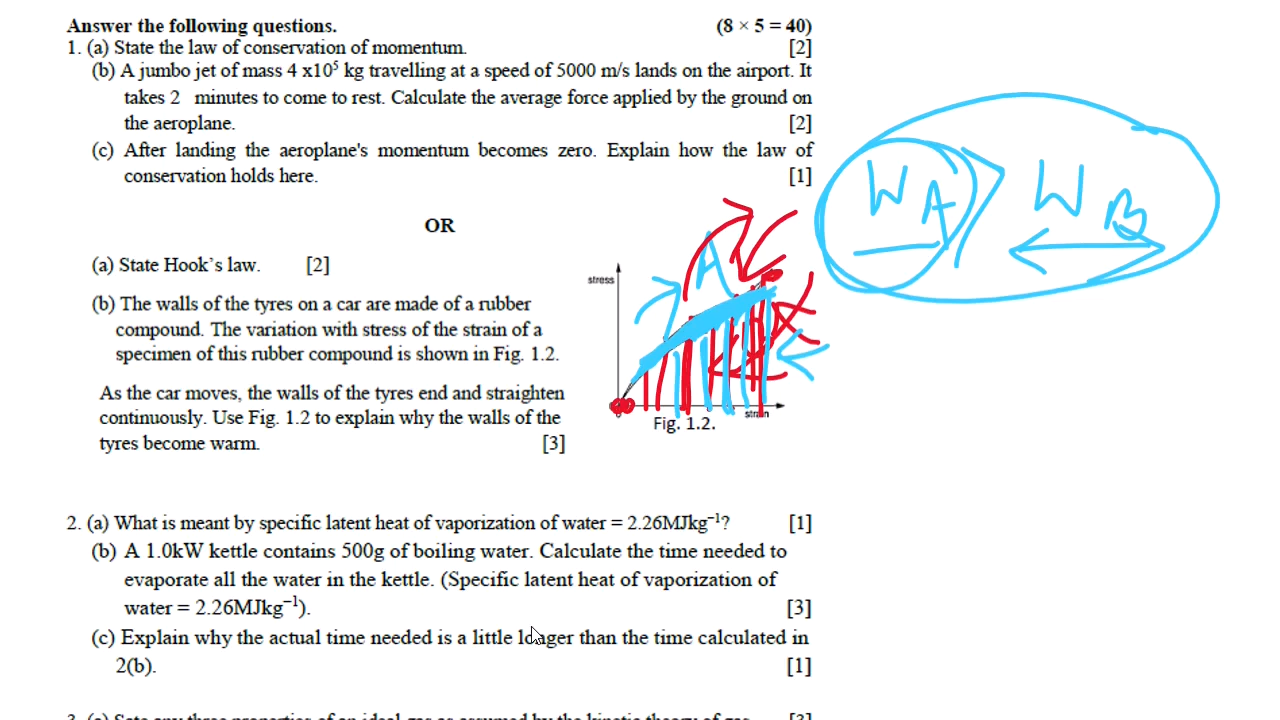 Answer the following questions. (8 × 5 = 40)
1. (a) State the law of conservation of momentum. [2]
(b) A jumbo jet of mass 4 x10⁵ kg travelling at a speed of 5000 m/s lands on the airport. It
takes 2 minutes to come to rest. Calculate the average force applied by the ground on
the aeroplane. [2]
(c) After landing the aeroplane's momentum becomes zero. Explain how the law of
conservation holds here. [1]
W A > W B
OR
(a) State Hook's law. [2]
stress
A
(b) The walls of the tyres on a car are made of a rubber
compound. The variation with stress of the strain of a
specimen of this rubber compound is shown in Fig. 1.2.
As the car moves, the walls of the tyres end and straighten
continuously. Use Fig. 1.2 to explain why the walls of the
tyres become warm. [3]
strain
Fig. 1.2.
2. (a) What is meant by specific latent heat of vaporization of water = 2.26MJkg⁻¹? [1]
(b) A 1.0kW kettle contains 500g of boiling water. Calculate the time needed to
evaporate all the water in the kettle. (Specific latent heat of vaporization of
water = 2.26MJkg⁻¹). [3]
(c) Explain why the actual time needed is a little longer than the time calculated in
2(b). [1]